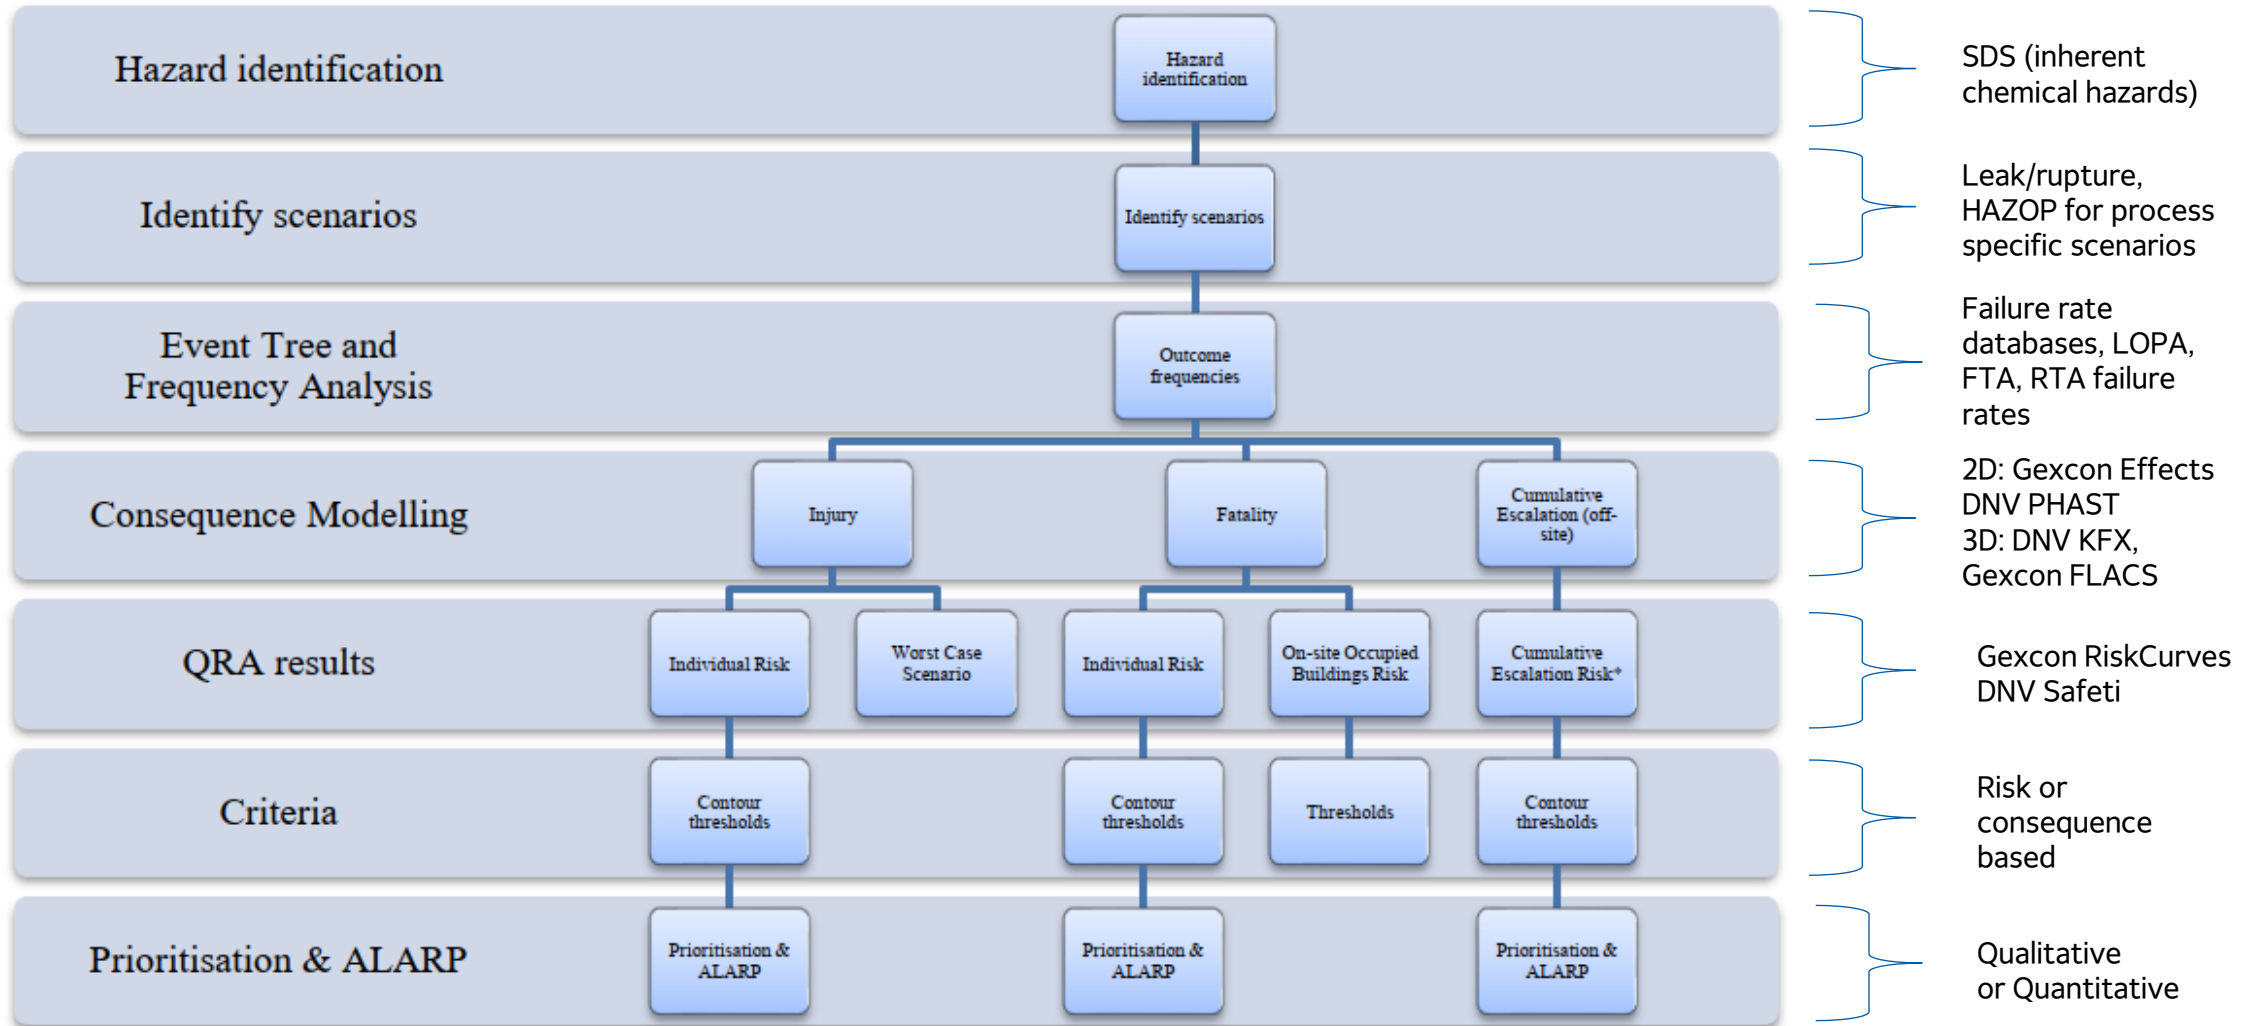 Hazard identification
Hazard
identification
SDS (inherent
chemical hazards)
Identify scenarios
Identify scenarios
Leak/rupture,
HAZOP for process
specific scenarios
Event Tree and
Frequency Analysis
Outcome
frequencies
Failure rate
databases, LOPA,
FTA, RTA failure
rates
Consequence Modelling
Injury
Fatality
Cumulative
Escalation (off-
site)
2D: Gexcon Effects
DNV PHAST
3D: DNV KFX,
Gexcon FLACS
QRA results
Individual Risk
Worst Case
Scenario
Individual Risk
On-site Occupied
Buildings Risk
Cumulative
Escalation Risk*
Gexcon RiskCurves
DNV Safeti
Criteria
Contour
thresholds
Contour
thresholds
Thresholds
Contour
thresholds
Risk or
consequence
based
Prioritisation & ALARP
Prioritisation &
ALARP
Prioritisation &
ALARP
Prioritisation &
ALARP
Qualitative
or Quantitative